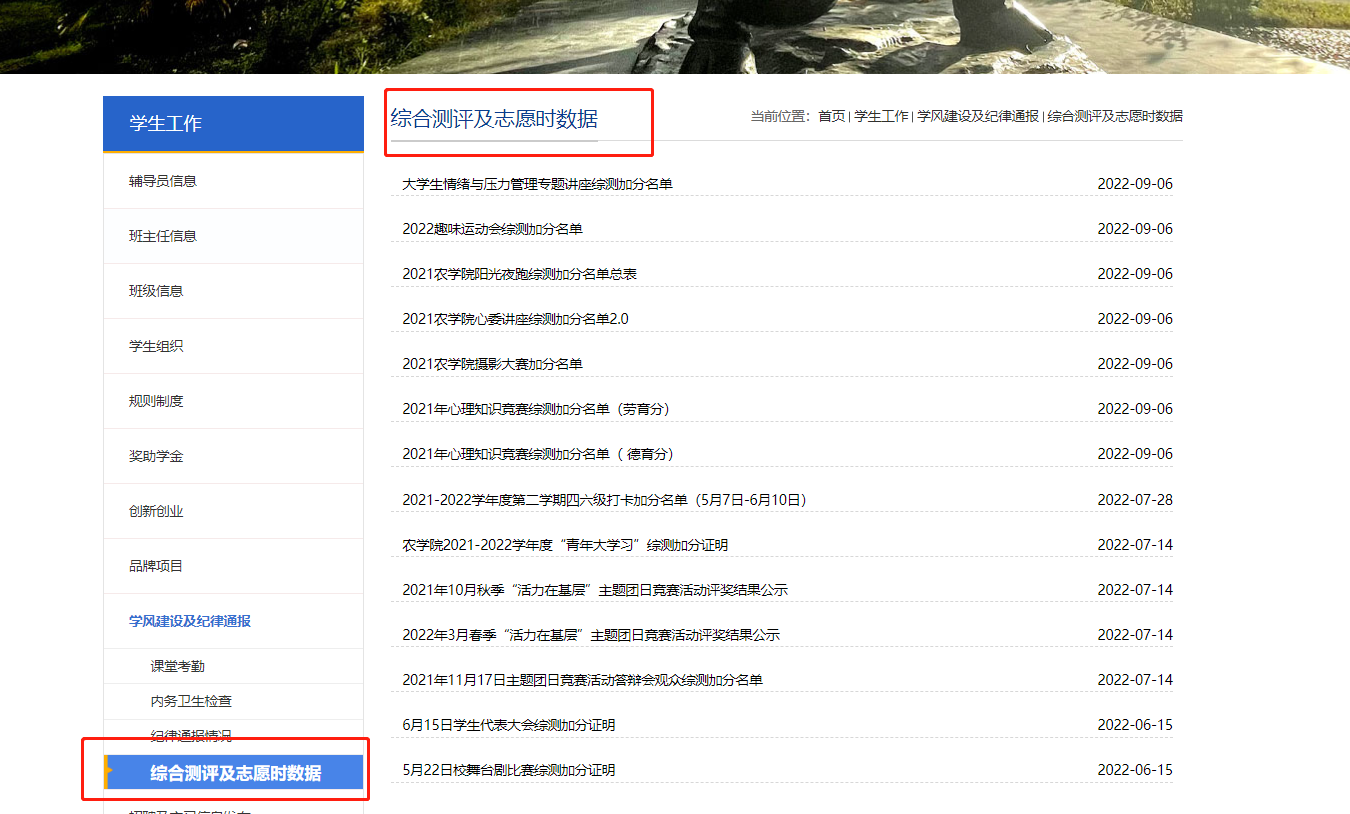 学生工作
辅导员信息
班主任信息
班级信息
学生组织
规则制度
奖助学金
创新创业
品牌项目
学风建设及纪律通报
课堂考勤
内务卫生检查
纪律通报情况
综合测评及志愿时数据
综合测评及志愿时数据
当前位置： 首页 | 学生工作 | 学风建设及纪律通报 | 综合测评及志愿时数据
大学生情绪与压力管理专题讲座综测加分名单 2022-09-06
2022趣味运动会综测加分名单 2022-09-06
2021农学院阳光夜跑综测加分名单总表 2022-09-06
2021农学院心委讲座综测加分名单2.0 2022-09-06
2021农学院摄影大赛加分名单 2022-09-06
2021年心理知识竞赛综测加分名单（劳育分） 2022-09-06
2021年心理知识竞赛综测加分名单（ 德育分） 2022-09-06
2021-2022学年度第二学期四六级打卡加分名单（5月7日-6月10日） 2022-07-28
农学院2021-2022学年度“青年大学习”综测加分证明 2022-07-14
2021年10月秋季“活力在基层”主题团日竞赛活动评奖结果公示 2022-07-14
2022年3月春季“活力在基层”主题团日竞赛活动评奖结果公示 2022-07-14
2021年11月17日主题团日竞赛活动答辩会观众综测加分名单 2022-07-14
6月15日学生代表大会综测加分证明 2022-06-15
5月22日校舞台剧比赛综测加分证明 2022-06-15